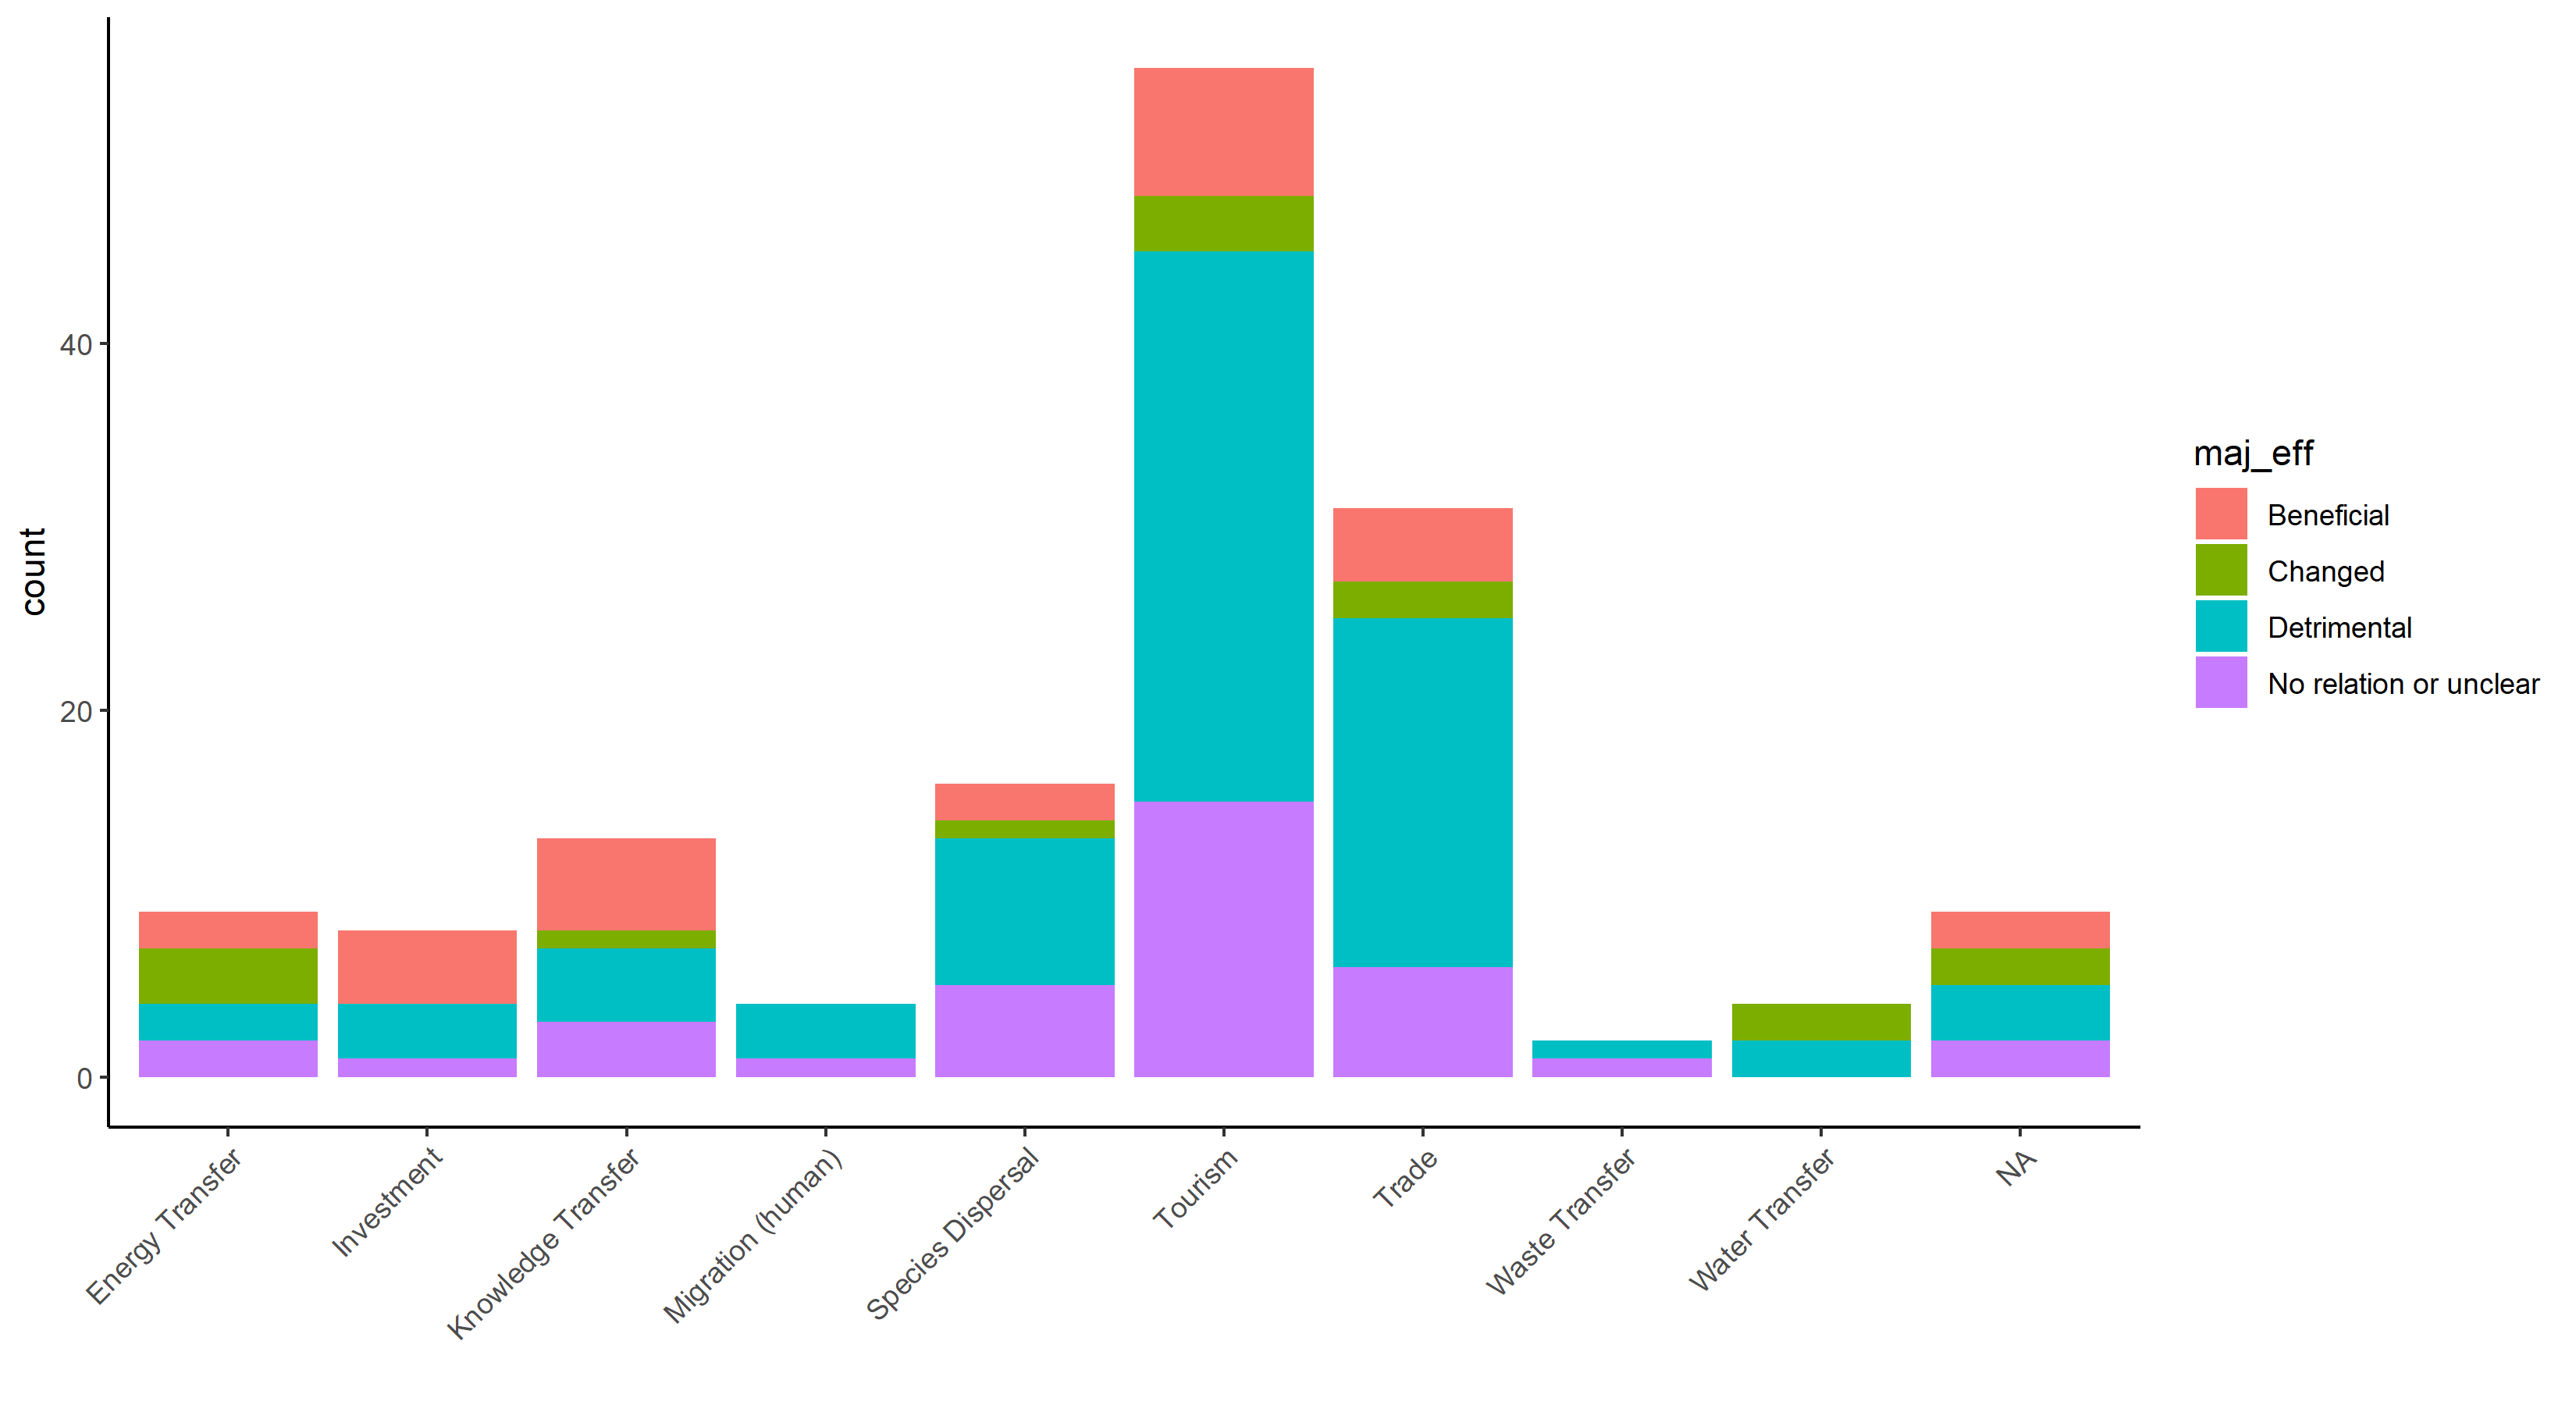 count
40
20
0
Energy Transfer
Investment
Knowledge Transfer
Migration (human)
Species Dispersal
Tourism
Trade
Waste Transfer
Water Transfer
NA
maj_eff
Beneficial
Changed
Detrimental
No relation or unclear